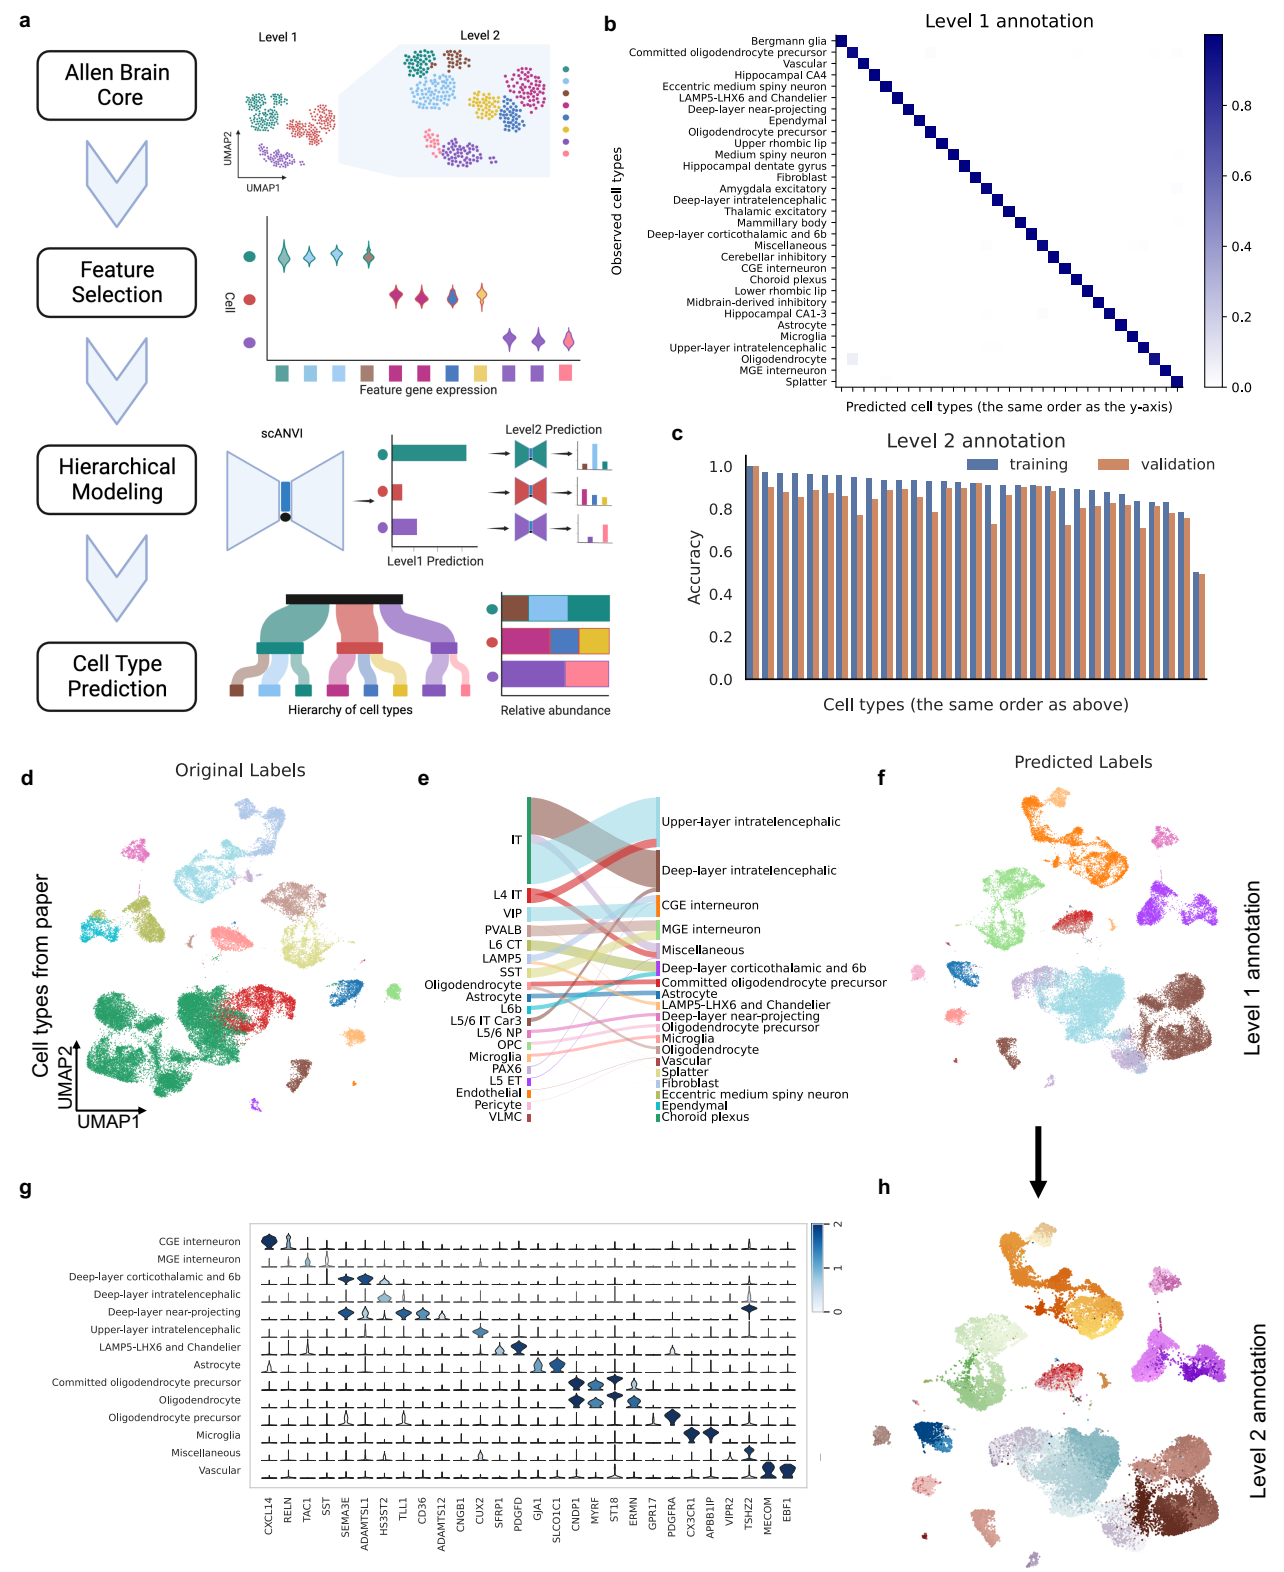 a
Allen Brain
Core
Feature
Selection
Hierarchical
Modeling
Cell Type
Prediction
Level 1
Level 2
UMAP2
UMAP1
Cell
Feature gene expression
scANVI
Level1 Prediction
Level2 Prediction
Hierarchy of cell types
Relative abundance
b
Level 1 annotation
Observed cell types
Bergmann glia
Committed oligodendrocyte precursor
Vascular
Hippocampal CA4
Eccentric medium spiny neuron
LAMP5-LHX6 and Chandelier
Deep-layer near-projecting
Ependymal
Oligodendrocyte precursor
Upper rhombic lip
Medium spiny neuron
Hippocampal dentate gyrus
Fibroblast
Amygdala excitatory
Deep-layer intratelencephalic
Thalamic excitatory
Mammillary body
Deep-layer corticothalamic and 6b
Miscellaneous
Cerebellar inhibitory
CGE interneuron
Choroid plexus
Lower rhombic lip
Midbrain-derived inhibitory
Hippocampal CA1-3
Astrocyte
Microglia
Upper-layer intratelencephalic
Oligodendrocyte
MGE interneuron
Splatter
Predicted cell types (the same order as the y-axis)
0.8
0.6
0.4
0.2
0.0
c
Level 2 annotation
training
validation
Accuracy
1.0
0.8
0.6
0.4
0.2
0.0
Cell types (the same order as above)
d
Original Labels
Cell types from paper
UMAP2
UMAP1
e
IT
L4 IT
VIP
PVALB
L6 CT
LAMP5
SST
Oligodendrocyte
Astrocyte
L6b
L5/6 IT Car3
L5/6 NP
OPC
Microglia
PAX6
L5 ET
Endothelial
Pericyte
VLMC
Upper-layer intratelencephalic
Deep-layer intratelencephalic
CGE interneuron
MGE interneuron
Miscellaneous
Deep-layer corticothalamic and 6b
Committed oligodendrocyte precursor
Astrocyte
LAMP5-LHX6 and Chandelier
Deep-layer near-projecting
Oligodendrocyte precursor
Microglia
Oligodendrocyte
Vascular
Splatter
Fibroblast
Eccentric medium spiny neuron
Ependymal
Choroid plexus
f
Predicted Labels
Level 1 annotation
g
CGE interneuron
MGE interneuron
Deep-layer corticothalamic and 6b
Deep-layer intratelencephalic
Deep-layer near-projecting
Upper-layer intratelencephalic
LAMP5-LHX6 and Chandelier
Astrocyte
Committed oligodendrocyte precursor
Oligodendrocyte
Oligodendrocyte precursor
Microglia
Miscellaneous
Vascular
CXCL14
RELN
TAC1
SST
SEMA3E
ADAMTSL1
HS3ST2
TLL1
CD36
ADAMTS12
CNGB1
CUX2
SFRP1
PDGFD
GJA1
SLCO1C1
CNDP1
MYRF
ST18
ERMN
GPR17
PDGFRA
CX3CR1
APBB1IP
VIPR2
TSHZ2
MECOM
EBF1
2
1
0
h
Level 2 annotation